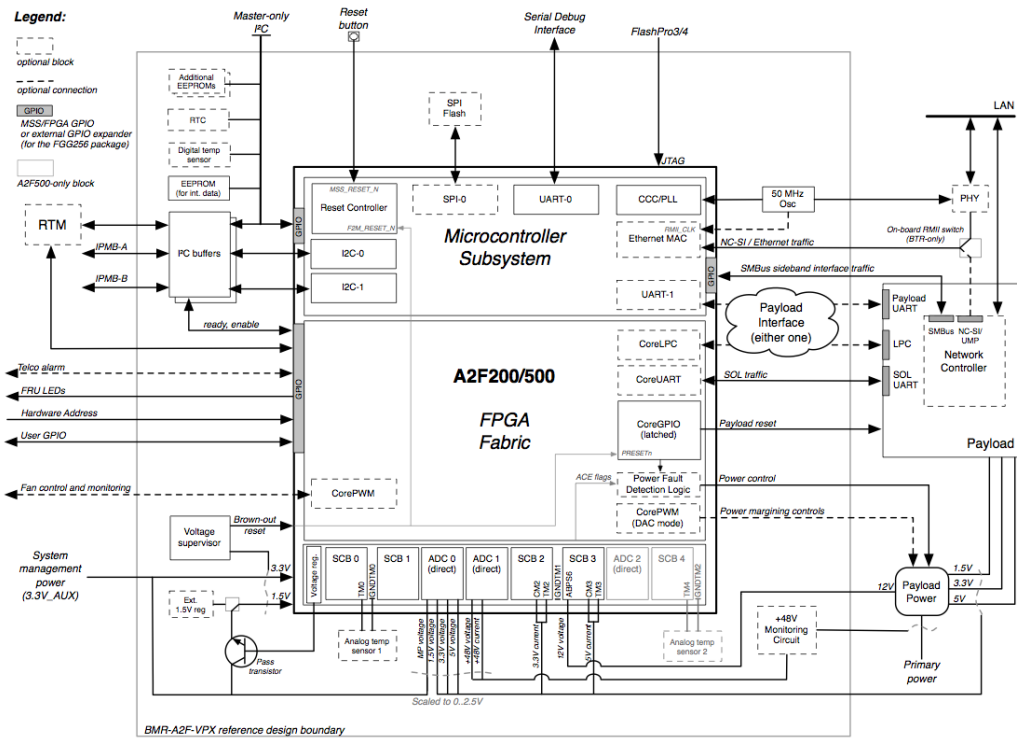 Legend:
optional block
optional connection
GPIO
MSS/FPGA GPIO
or external GPIO expander
(for the FGG256 package)
A2F500-only block
Master-only
I²C
Reset
button
Serial Debug
Interface
FlashPro3/4
LAN
Additional
EEPROMs
RTC
Digital temp
sensor
EEPROM
(for int. data)
SPI
Flash
JTAG
RTM
IPMB-A
IPMB-B
I²C buffers
ready, enable
GPIO
MSS_RESET_N
Reset Controller
F2M_RESET_N
I2C-0
I2C-1
SPI-0
UART-0
CCC/PLL
RMII_CLK
Ethernet MAC
UART-1
Microcontroller
Subsystem
GPIO
50 MHz
Osc
PHY
On-board RMII switch
(BTR-only)
NC-SI / Ethernet traffic
SMBus sideband interface traffic
Payload
Interface
(either one)
Payload
UART
LPC
SOL
UART
SMBus
NC-SI/
UMP
Network
Controller
Payload
Telco alarm
FRU LEDs
Hardware Address
User GPIO
Fan control and monitoring
GPIO
A2F200/500
FPGA
Fabric
CoreLPC
CoreUART
SOL traffic
CoreGPIO
(latched)
PRESETn
Payload reset
ACE flags
Power Fault
Detection Logic
Power control
CorePWM
(DAC mode)
Power margining controls
CorePWM
Voltage
supervisor
Brown-out
reset
System
management
power
(3.3V_AUX)
3.3V
1.5V
Ext.
1.5V reg
Pass
transistor
Voltage reg.
SCB 0
TM0
GNDTM0
SCB 1
ADC 0
(direct)
ADC 1
(direct)
SCB 2
CM2
TM2
GNDTM1
SCB 3
ABPS6
CM3
TM3
ADC 2
(direct)
SCB 4
TM4
GNDTM2
Analog temp
sensor 1
MP voltage
1.5V voltage
3.3V voltage
5V voltage
+48V voltage
+48V current
3.3V current
12V voltage
5V current
Analog temp
sensor 2
Scaled to 0..2.5V
+48V
Monitoring
Circuit
12V
Payload
Power
1.5V
3.3V
5V
Primary
power
BMR-A2F-VPX reference design boundary